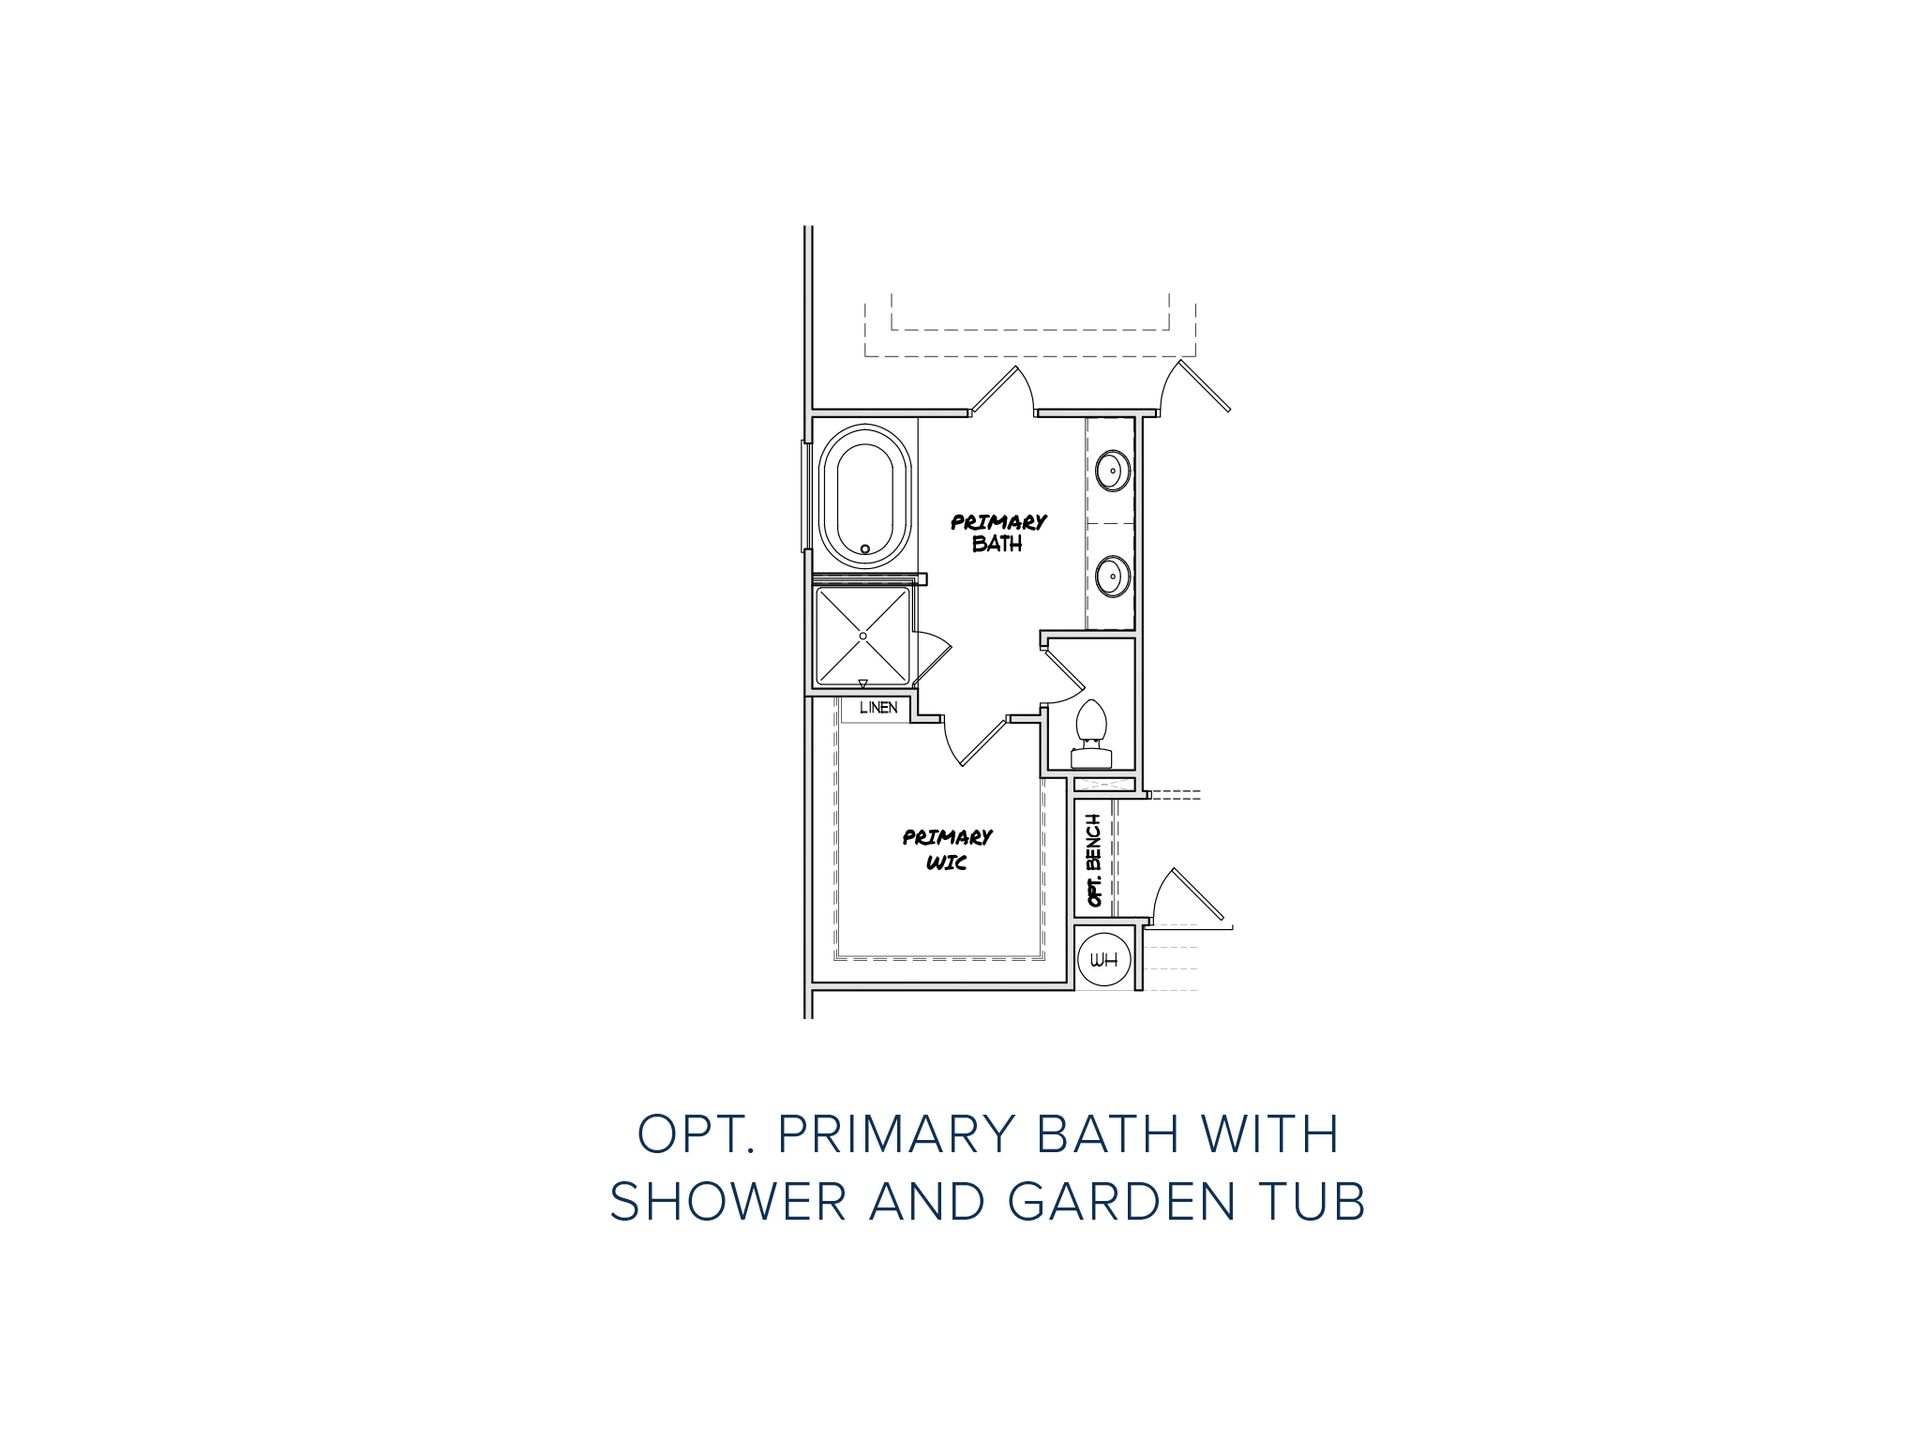 PRIMARY
BATH
LINEN
PRIMARY
WIC
OPT. BENCH
WH
OPT. PRIMARY BATH WITH
SHOWER AND GARDEN TUB